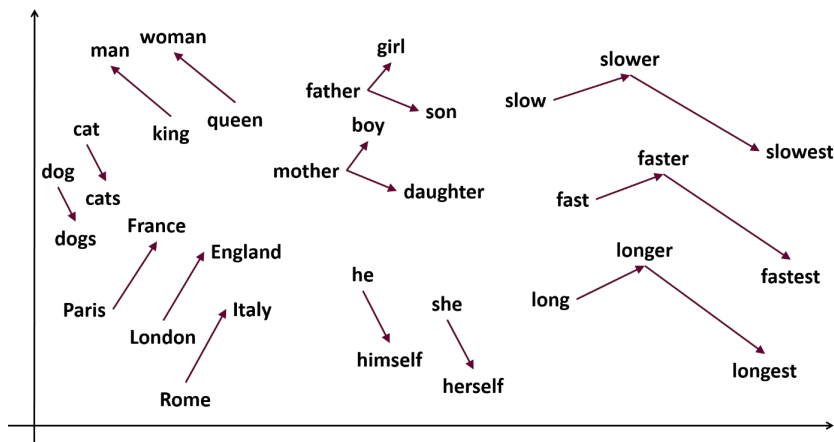 man
woman
king
queen
cat
dog
cats
dogs
France
England
Paris
London
Italy
Rome
girl
father
son
boy
mother
daughter
he
she
himself
herself
slower
slow
slowest
faster
fast
fastest
longer
long
longest